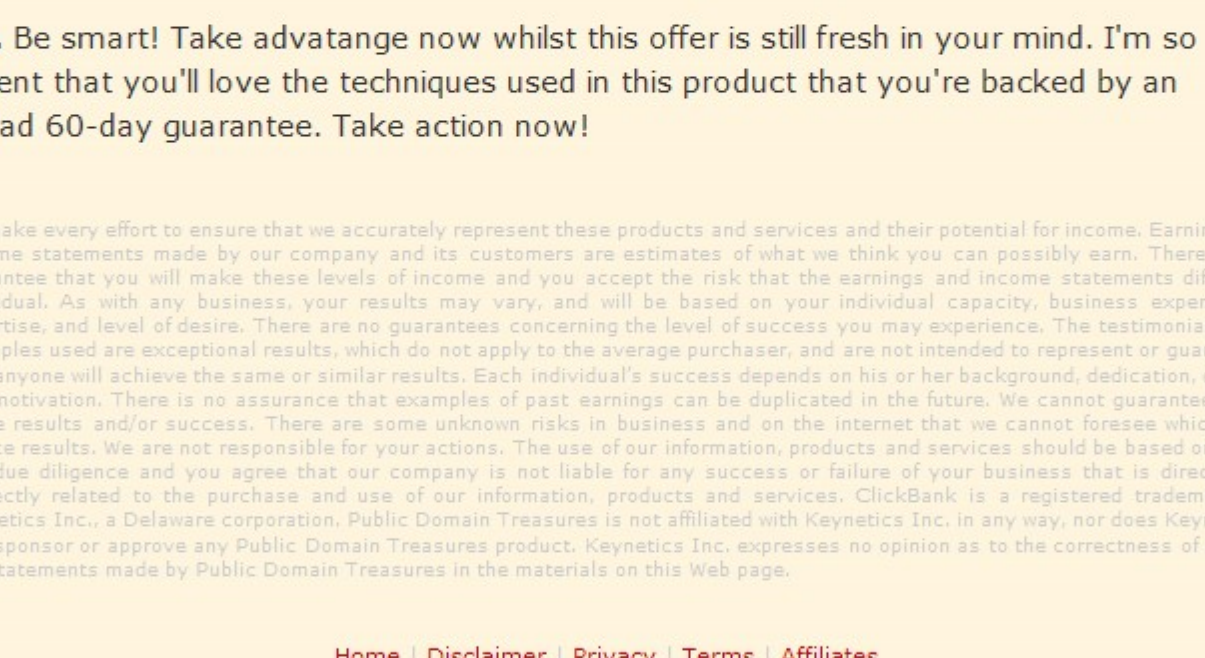 . Be smart! Take advatange now whilst this offer is still fresh in your mind. I'm so
ent that you'll love the techniques used in this product that you're backed by an
ad 60-day guarantee. Take action now!
ake every effort to ensure that we accurately represent these products and services and their potential for income. Earni
me statements made by our company and its customers are estimates of what we think you can possibly earn. There
ntee that you will make these levels of income and you accept the risk that the earnings and income statements dif
dual. As with any business, your results may vary, and will be based on your individual capacity, business exper
rtise, and level of desire. There are no guarantees concerning the level of success you may experience. The testimonia
ples used are exceptional results, which do not apply to the average purchaser, and are not intended to represent or gua
anyone will achieve the same or similar results. Each individual's success depends on his or her background, dedication,
motivation. There is no assurance that examples of past earnings can be duplicated in the future. We cannot guarantee
e results and/or success. There are some unknown risks in business and on the internet that we cannot foresee whic
ce results. We are not responsible for your actions. The use of our information, products and services should be based o
due diligence and you agree that our company is not liable for any success or failure of your business that is direc
ectly related to the purchase and use of our information, products and services. ClickBank is a registered tradem
etics Inc., a Delaware corporation. Public Domain Treasures is not affiliated with Keynetics Inc. in any way, nor does Key
sponsor or approve any Public Domain Treasures product. Keynetics Inc. expresses no opinion as to the correctness of
tatements made by Public Domain Treasures in the materials on this Web page.
Home | Disclaimer | Privacy | Terms | Affiliates